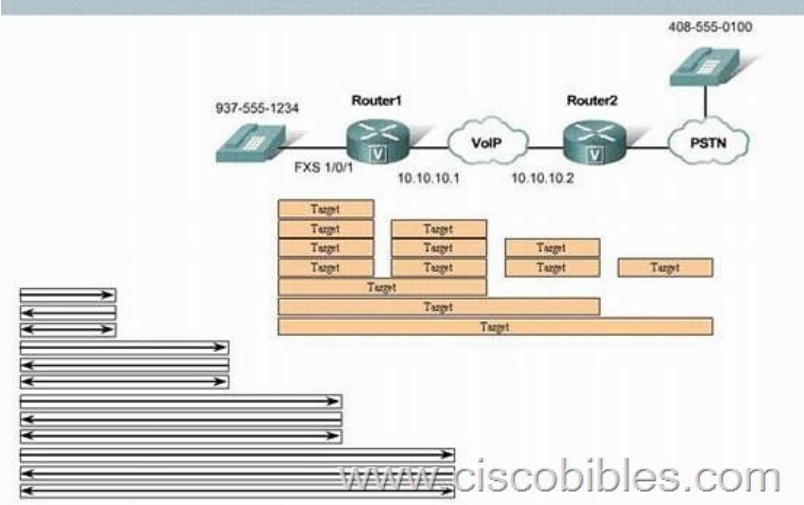 408-555-0100
937-555-1234
Router1
Router2
V
VoIP
V
PSTN
FXS 1/0/1
10.10.10.1
10.10.10.2
Target
Target Target
Target Target Target
Target Target Target Target
Target
Target
Target
www.ciscobibles.com